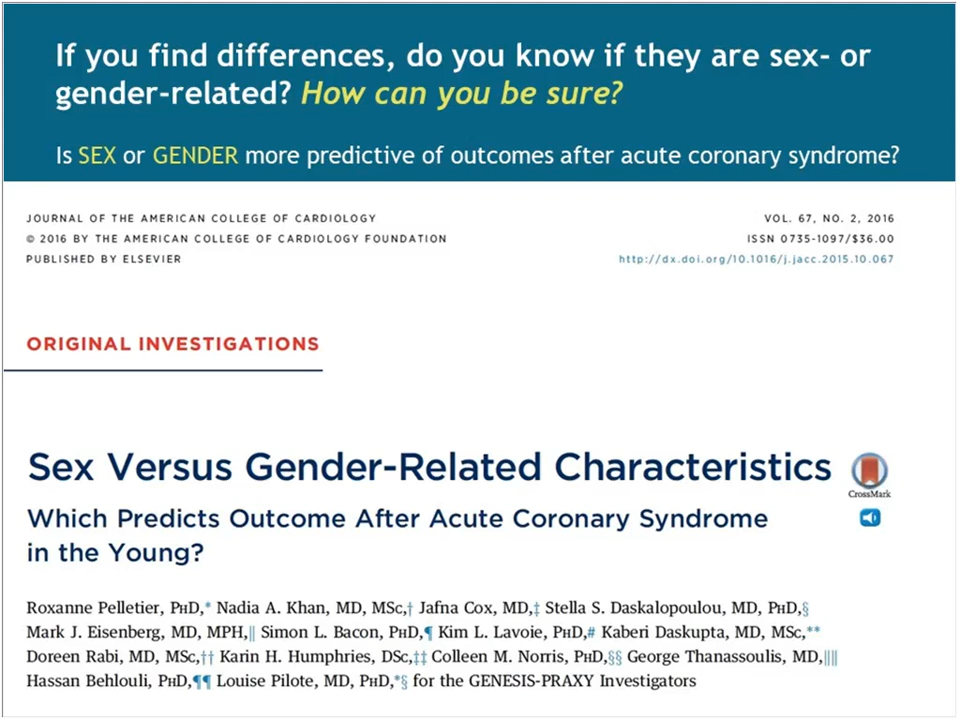 If you find differences, do you know if they are sex- or
gender-related? How can you be sure?
Is SEX or GENDER more predictive of outcomes after acute coronary syndrome?
JOURNAL OF THE AMERICAN COLLEGE OF CARDIOLOGY
© 2016 BY THE AMERICAN COLLEGE OF CARDIOLOGY FOUNDATION
PUBLISHED BY ELSEVIER
VOL. 67, NO. 2, 2016
ISSN 0735-1097/$36.00
http://dx.doi.org/10.1016/j.jacc.2015.10.067
ORIGINAL INVESTIGATIONS
Sex Versus Gender-Related Characteristics
CrossMark
Which Predicts Outcome After Acute Coronary Syndrome
in the Young?
Roxanne Pelletier, PhD,* Nadia A. Khan, MD, MSc,† Jafna Cox, MD,‡ Stella S. Daskalopoulou, MD, PhD,§
Mark J. Eisenberg, MD, MPH,‖ Simon L. Bacon, PhD,¶ Kim L. Lavoie, PhD,# Kaberi Daskupta, MD, MSc,**
Doreen Rabi, MD, MSc,†† Karin H. Humphries, DSc,‡‡ Colleen M. Norris, PhD,§§ George Thanassoulis, MD,‖‖
Hassan Behlouli, PhD,¶¶ Louise Pilote, MD, PhD,*§ for the GENESIS-PRAXY Investigators